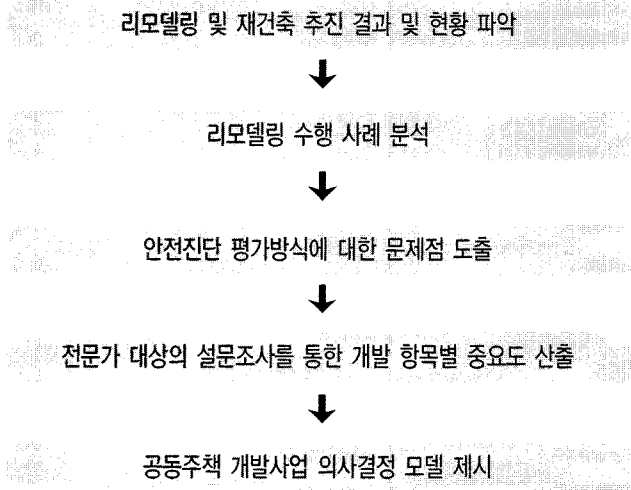 리모델링 및 재건축 추진 결과 및 현황 파악
리모델링 수행 사례 분석
안전진단 평가방식에 대한 문제점 도출
전문가 대상의 설문조사를 통한 개발 항목별 중요도 산출
공동주택 개발사업 의사결정 모델 제시